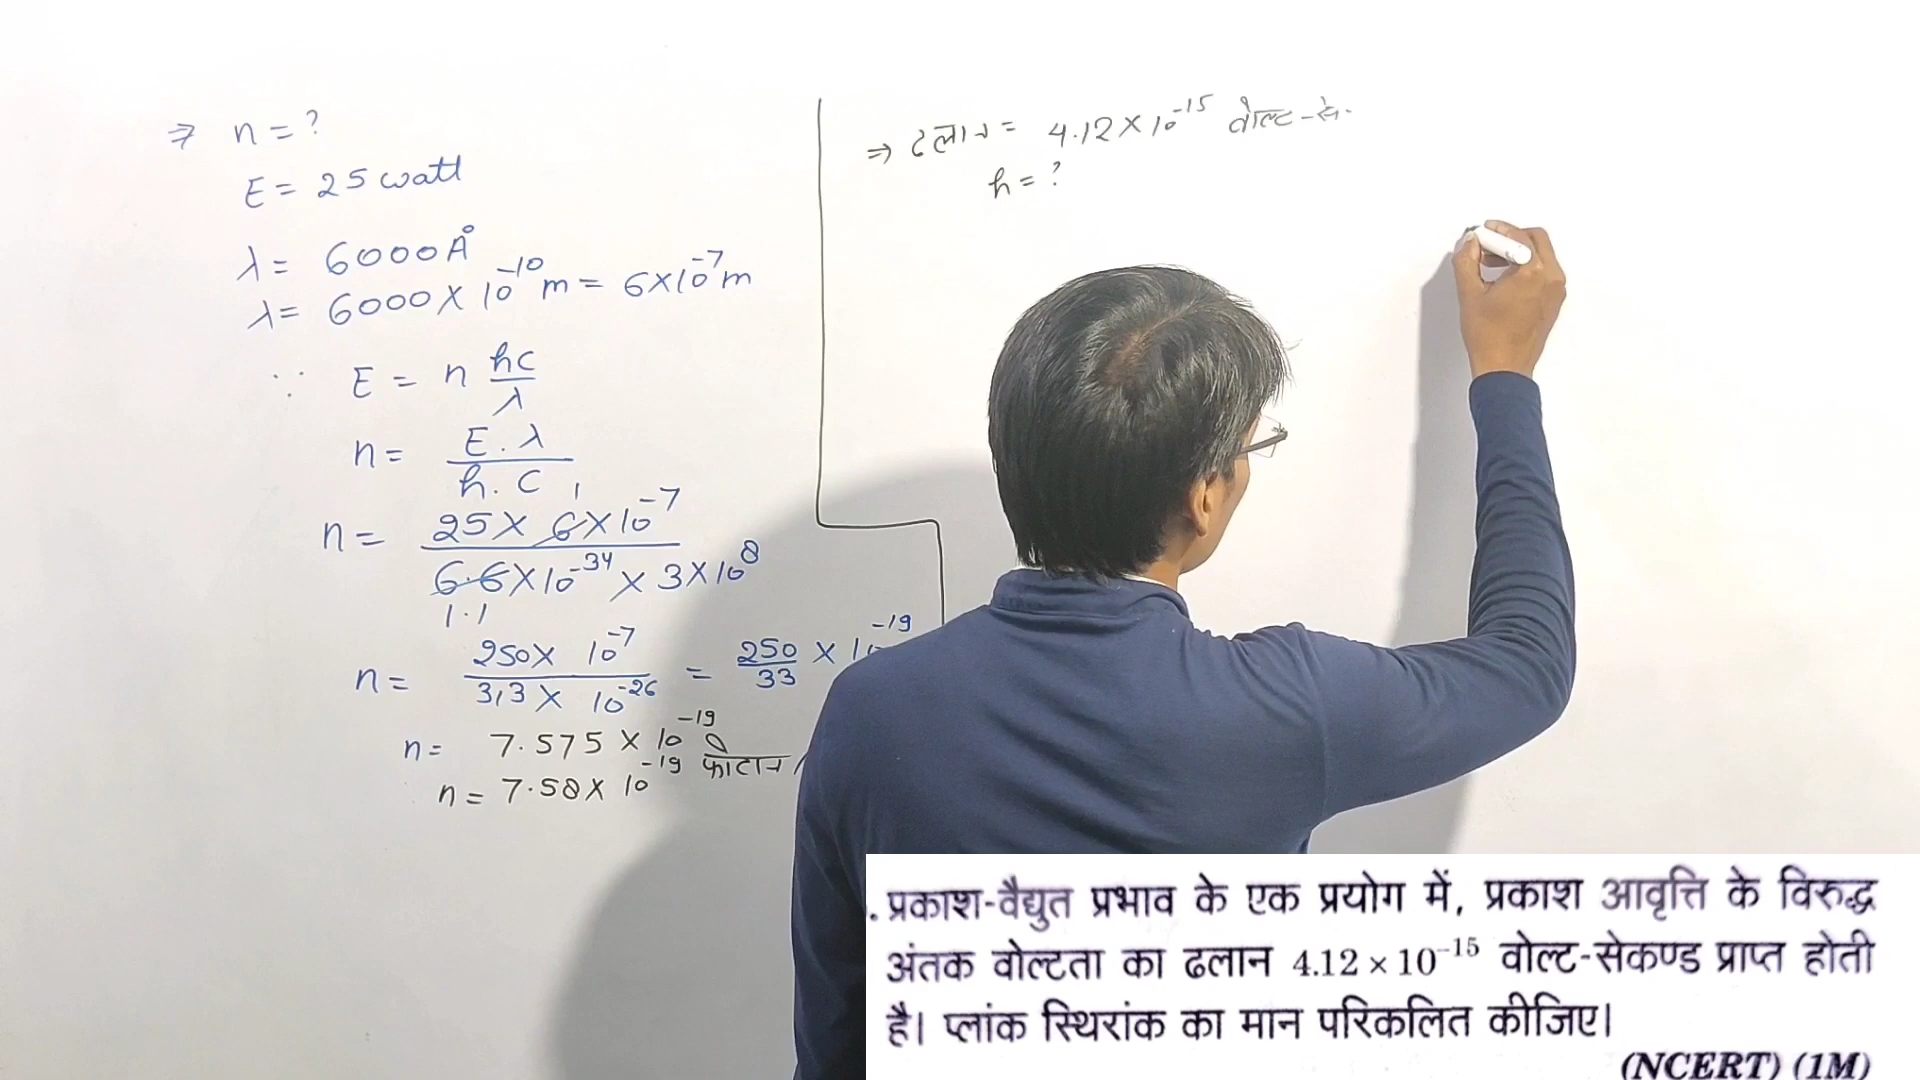 ⇒ n = ?
E = 25 watt
λ = 6000 Å
λ = 6000 × 10⁻¹⁰ m = 6×10⁻⁷ m
∵ E = n hc/λ
n = E . λ / h . c
n = 25 × 6 × 10⁻⁷ / 6.6 × 10⁻³⁴ × 3 × 10⁸
1
1.1
n = 250 × 10⁻⁷ / 3.3 × 10⁻²⁶ = 250/33 ×
n = 7.575 × 10⁻¹⁹
n = 7.58 × 10⁻¹⁹ फोटॉन
⇒ ढलान = 4.12 × 10⁻¹⁵ वोल्ट-से.
h = ?
. प्रकाश-वैद्युत प्रभाव के एक प्रयोग में, प्रकाश आवृत्ति के विरुद्ध
अंतक वोल्टता का ढलान 4.12 × 10⁻¹⁵ वोल्ट-सेकण्ड प्राप्त होती
है। प्लांक स्थिरांक का मान परिकलित कीजिए।
(NCERT) (1M)